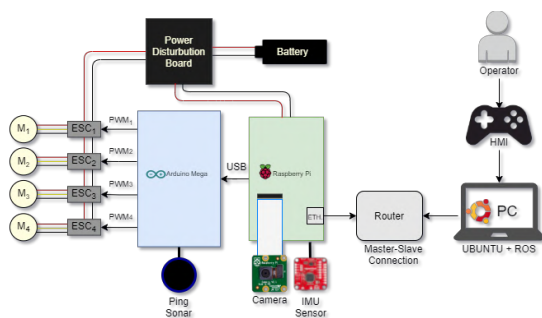 Power
Disturbution
Board
Battery
Operator
HMI
PC
UBUNTU + ROS
Router
Master-Slave
Connection
ETH.
Raspberry Pi
USB
Arduino Mega
PWM1
PWM2
PWM3
PWM4
ESC1
ESC2
ESC3
ESC4
M1
M2
M3
M4
Ping
Sonar
Camera
IMU
Sensor